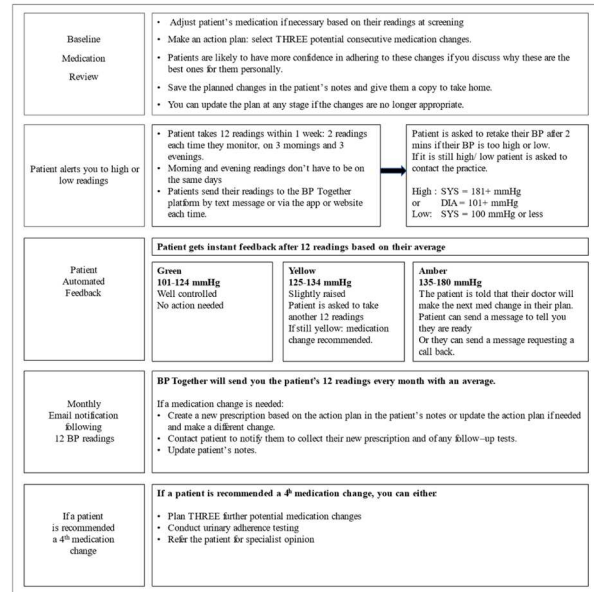 Baseline
Medication
Review
• Adjust patient's medication if necessary based on their readings at screening
• Make an action plan: select THREE potential consecutive medication changes.
• Patients are likely to have more confidence in adhering to these changes if you discuss why these are the
best ones for them personally.
• Save the planned changes in the patient's notes and give them a copy to take home.
• You can update the plan at any stage if the changes are no longer appropriate.
Patient alerts you to high or
low readings
• Patient takes 12 readings within 1 week: 2 readings
each time they monitor, on 3 mornings and 3
evenings.
• Morning and evening readings don't have to be on
the same days
• Patients send their readings to the BP Together
platform by text message or via the app or website
each time.
Patient is asked to retake their BP after 2
mins if their BP is too high or low.
If it is still high/ low patient is asked to
contact the practice.
High : SYS = 181+ mmHg
or DIA = 101+ mmHg
Low: SYS = 100 mmHg or less
Patient
Automated
Feedback
Patient gets instant feedback after 12 readings based on their average
Green
101-124 mmHg
Well controlled
No action needed
Yellow
125-134 mmHg
Slightly raised
Patient is asked to take
another 12 readings
If still yellow: medication
change recommended.
Amber
135-180 mmHg
The patient is told that their doctor will
make the next med change in their plan.
Patient can send a message to tell you
they are ready
Or they can send a message requesting a
call back.
Monthly
Email notification
following
12 BP readings
BP Together will send you the patient's 12 readings every month with an average.
If a medication change is needed:
• Create a new prescription based on the action plan in the patient's notes or update the action plan if needed
and make a different change.
• Contact patient to notify them to collect their new prescription and of any follow–up tests.
• Update patient's notes.
If a patient
is recommended
a 4th medication
change
If a patient is recommended a 4th medication change, you can either:
• Plan THREE further potential medication changes
• Conduct urinary adherence testing
• Refer the patient for specialist opinion